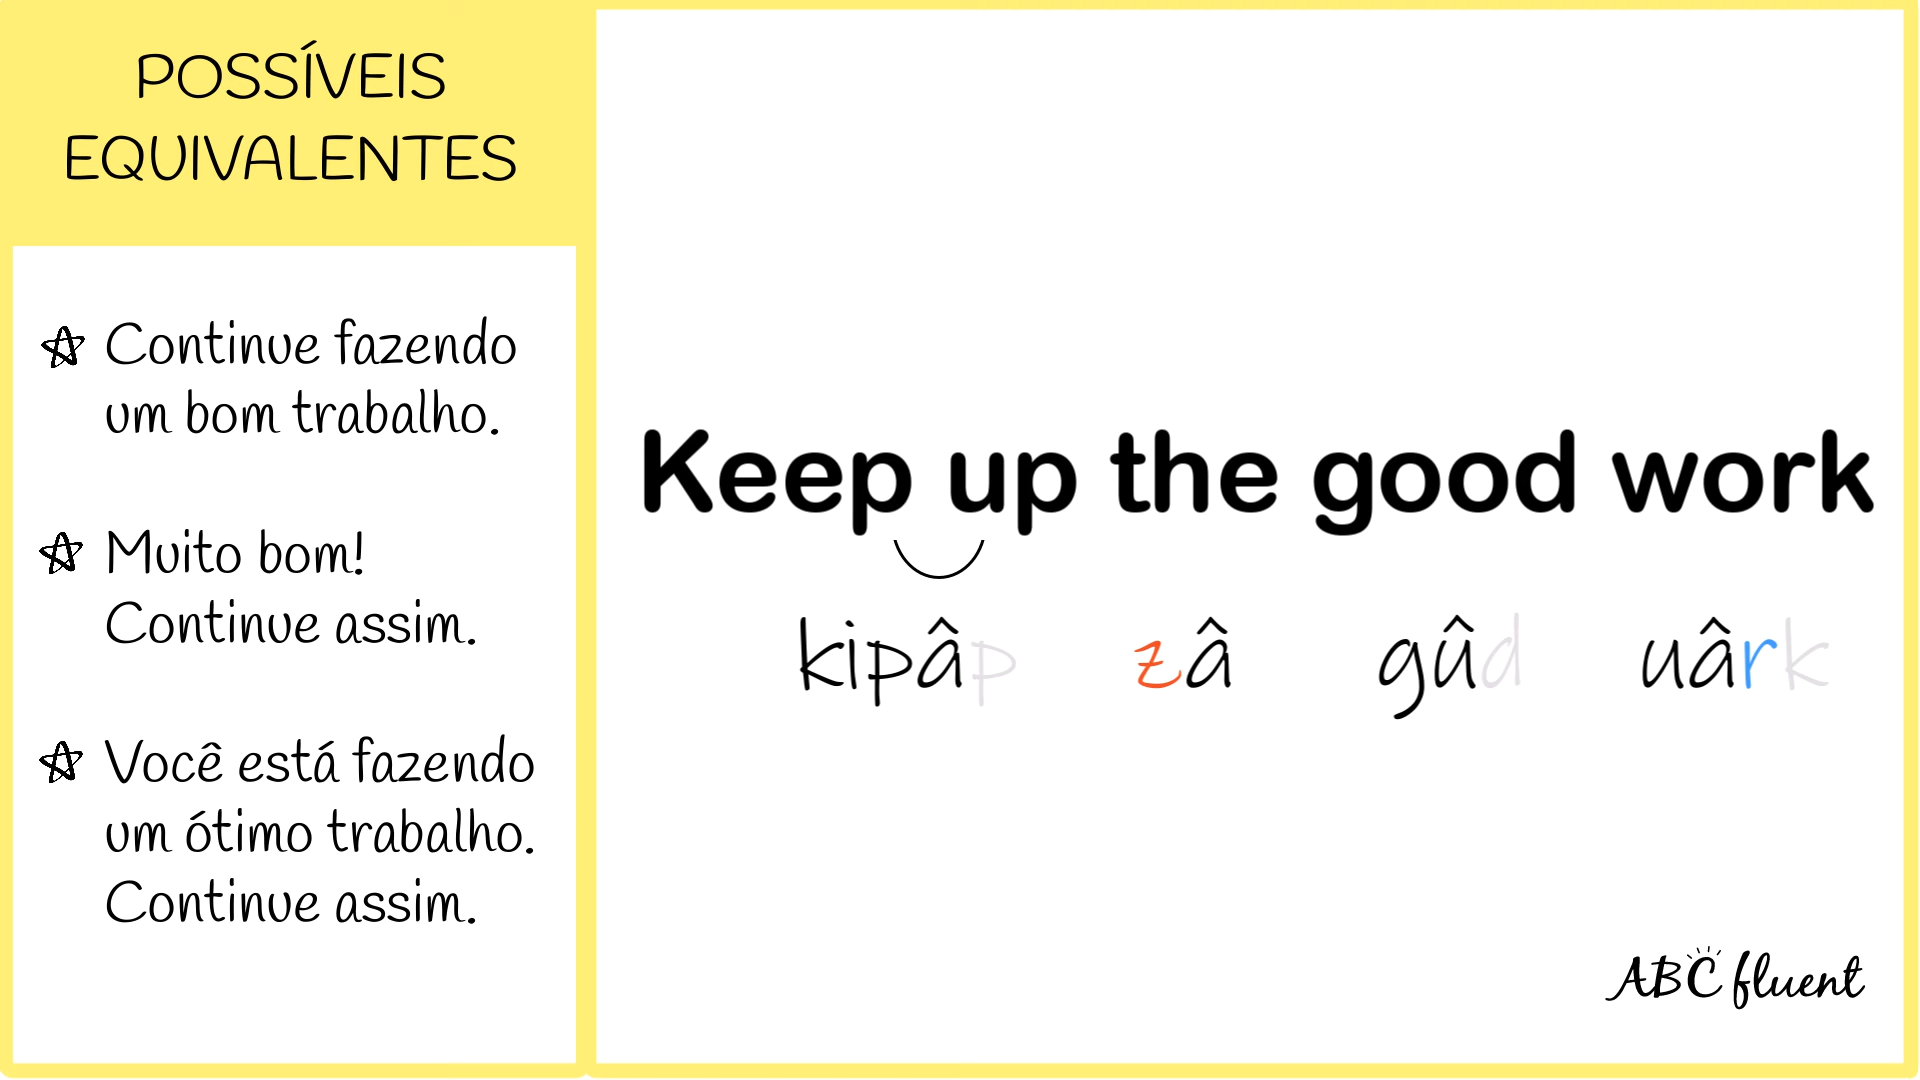 POSSÍVEIS
EQUIVALENTES
Continue fazendo
um bom trabalho.
Muito bom!
Continue assim.
Você está fazendo
um ótimo trabalho.
Continue assim.
Keep up the good work
kipâp zâ gûd uârk
ABC fluent